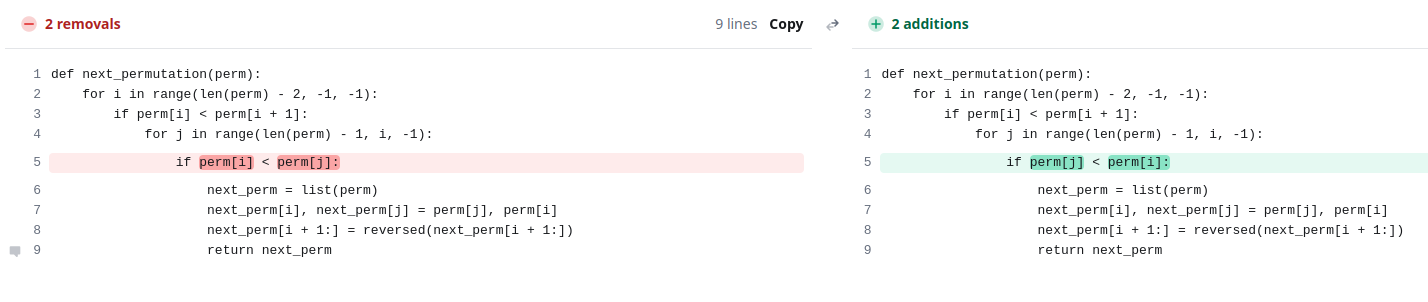 2 removals
9 lines Copy
1 def next_permutation(perm):
2     for i in range(len(perm) - 2, -1, -1):
3         if perm[i] < perm[i + 1]:
4             for j in range(len(perm) - 1, i, -1):
5                 if perm[i] < perm[j]:
6                     next_perm = list(perm)
7                     next_perm[i], next_perm[j] = perm[j], perm[i]
8                     next_perm[i + 1:] = reversed(next_perm[i + 1:])
9                     return next_perm
2 additions
1 def next_permutation(perm):
2     for i in range(len(perm) - 2, -1, -1):
3         if perm[i] < perm[i + 1]:
4             for j in range(len(perm) - 1, i, -1):
5                 if perm[j] < perm[i]:
6                     next_perm = list(perm)
7                     next_perm[i], next_perm[j] = perm[j], perm[i]
8                     next_perm[i + 1:] = reversed(next_perm[i + 1:])
9                     return next_perm